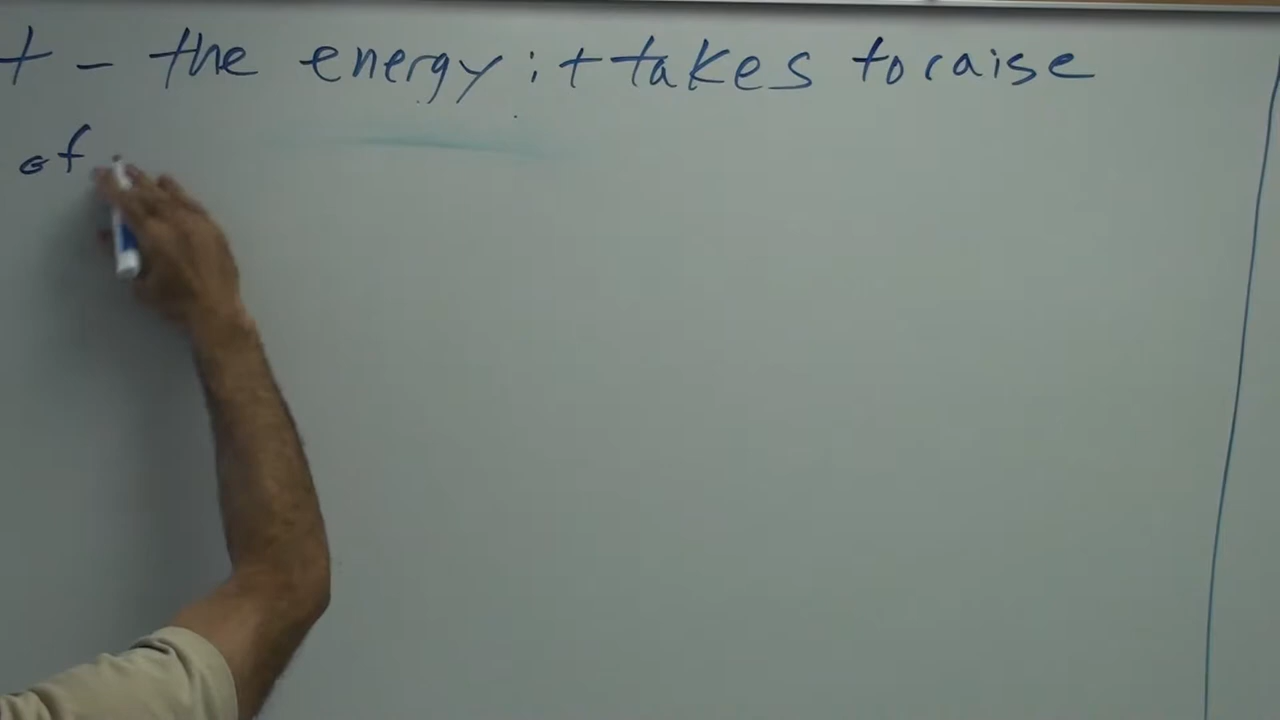 t - the energy it takes to raise
of